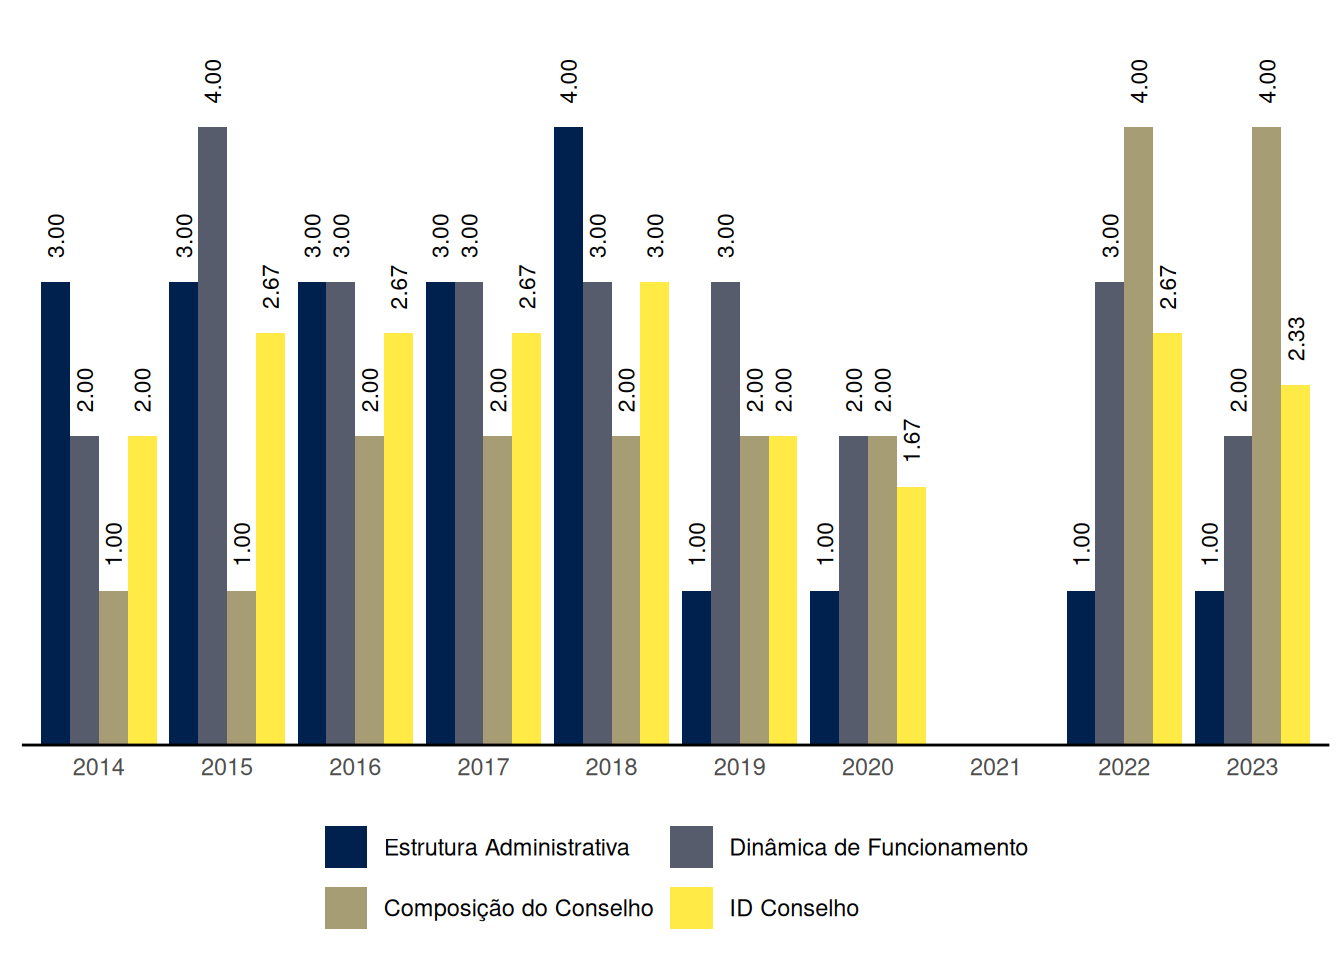 4.00 4.00 4.00 4.00
3.00 3.00 3.00 3.00 3.00 3.00 3.00 3.00 3.00 3.00
2.67 2.67 2.67 2.67
2.33
2.00 2.00 2.00 2.00 2.00 2.00 2.00 2.00 2.00 2.00
1.67
1.00 1.00 1.00 1.00 1.00 1.00
2014 2015 2016 2017 2018 2019 2020 2021 2022 2023
Estrutura Administrativa Dinâmica de Funcionamento
Composição do Conselho ID Conselho